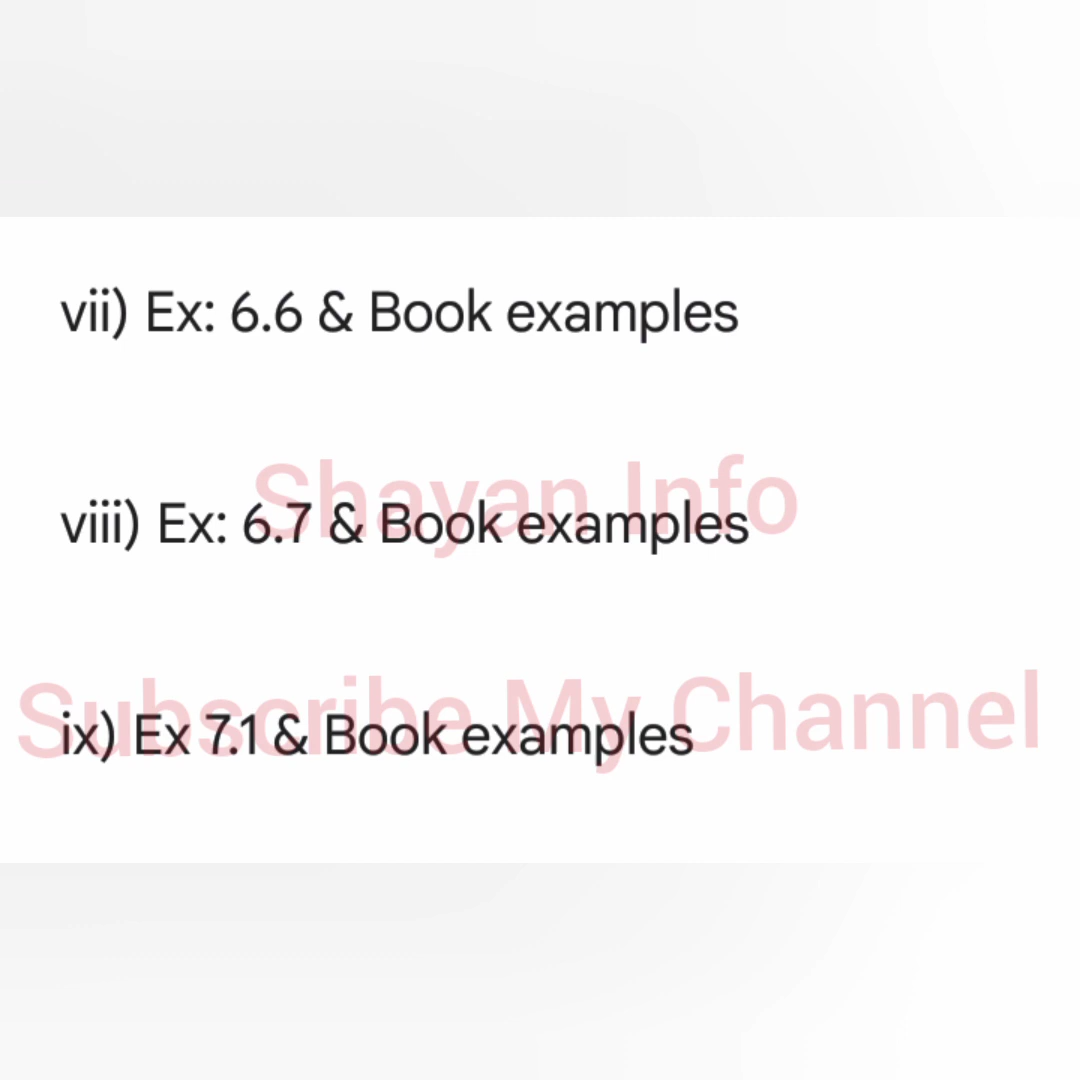 vii) Ex: 6.6 & Book examples
Shayan Info
viii) Ex: 6.7 & Book examples
Subscribe My Channel
ix) Ex 7.1 & Book examples